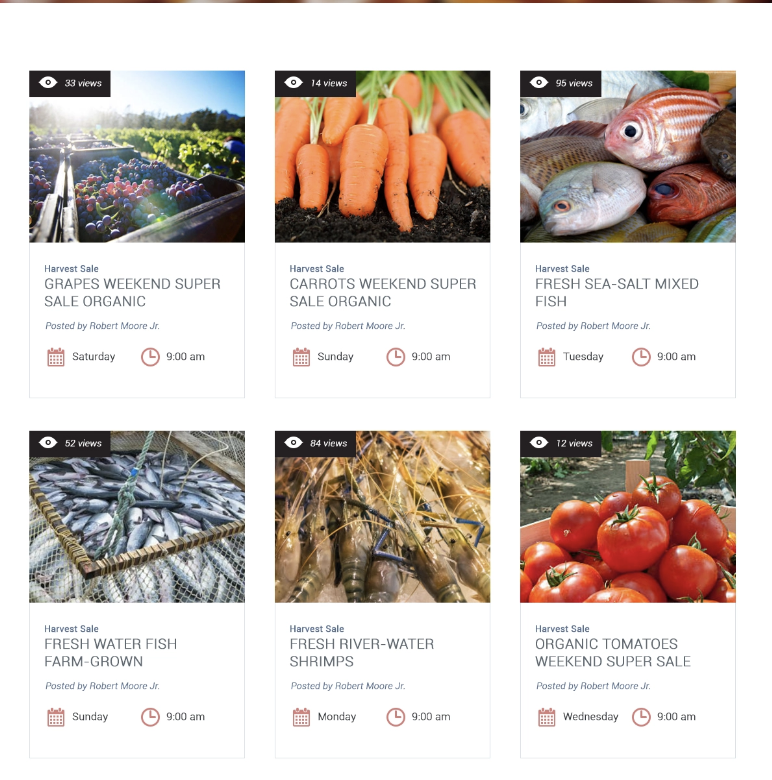 33 views
14 views
95 views
Harvest Sale
GRAPES WEEKEND SUPER
SALE ORGANIC
Posted by Robert Moore Jr.
Saturday
9:00 am
Harvest Sale
CARROTS WEEKEND SUPER
SALE ORGANIC
Posted by Robert Moore Jr.
Sunday
9:00 am
Harvest Sale
FRESH SEA-SALT MIXED
FISH
Posted by Robert Moore Jr.
Tuesday
9:00 am
52 views
84 views
12 views
Harvest Sale
FRESH WATER FISH
FARM-GROWN
Posted by Robert Moore Jr.
Sunday
9:00 am
Harvest Sale
FRESH RIVER-WATER
SHRIMPS
Posted by Robert Moore Jr.
Monday
9:00 am
Harvest Sale
ORGANIC TOMATOES
WEEKEND SUPER SALE
Posted by Robert Moore Jr.
Wednesday
9:00 am